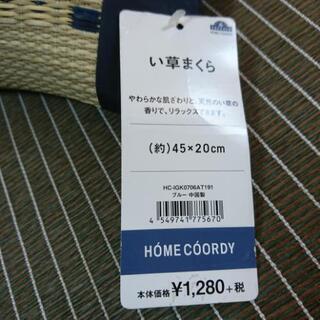 い草まくら
やわらかな肌ざわりと、天然のい草の
香りで、リラックスできます。
(約)45×20cm
HC-IGK0706AT191
ブルー 中国製
4 549741 775670
HÓME CÓORDY
本体価格 ¥1,280+税